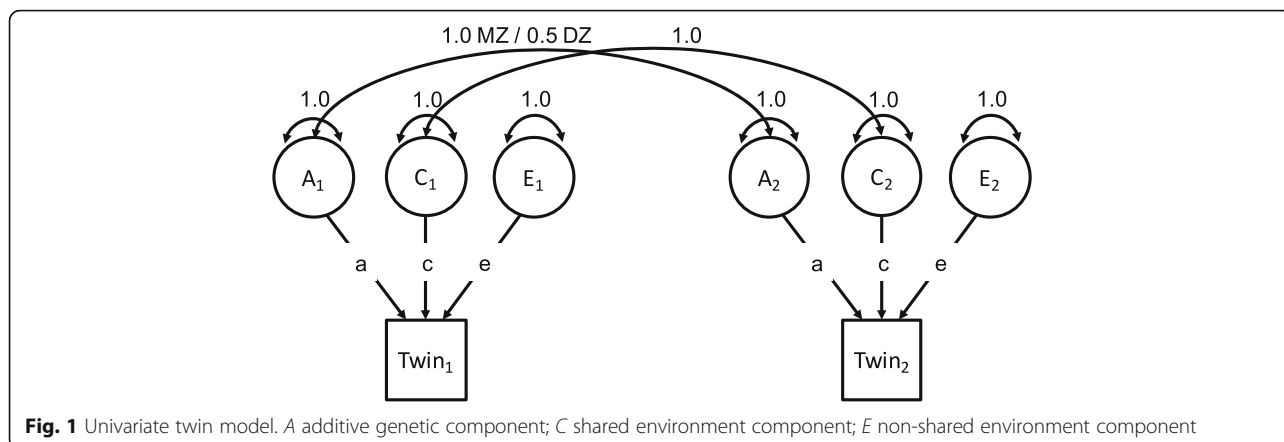 1.0 MZ / 0.5 DZ 1.0
1.0 1.0 1.0 1.0 1.0 1.0
A₁ C₁ E₁ A₂ C₂ E₂
a c e a c e
Twin₁ Twin₂
Fig. 1 Univariate twin model. A additive genetic component; C shared environment component; E non-shared environment component